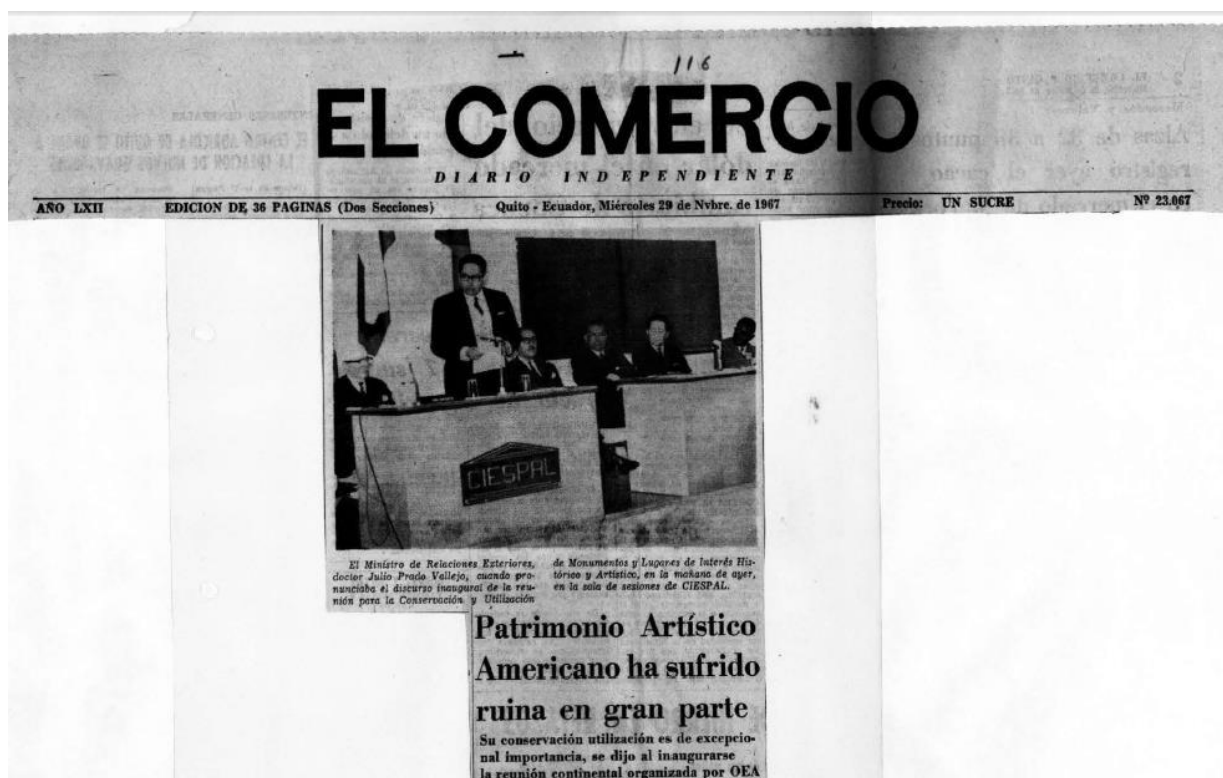 116
EL COMERCIO
DIARIO INDEPENDIENTE
AÑO LXII EDICION DE 36 PAGINAS (Dos Secciones) Quito - Ecuador, Miércoles 29 de Nvbre. de 1967 Precio: UN SUCRE Nº 23.067
CIESPAL
El Ministro de Relaciones Exteriores,
doctor Julio Prado Vallejo, cuando pro-
nunciaba el discurso inaugural de la reu-
nión para la Conservación y Utilización
de Monumentos y Lugares de Interés His-
tórico y Artístico, en la mañana de ayer,
en la sala de sesiones de CIESPAL.
Patrimonio Artístico
Americano ha sufrido
ruina en gran parte
Su conservación utilización es de excepcio-
nal importancia, se dijo al inaugurarse
la reunión continental organizada por OEA